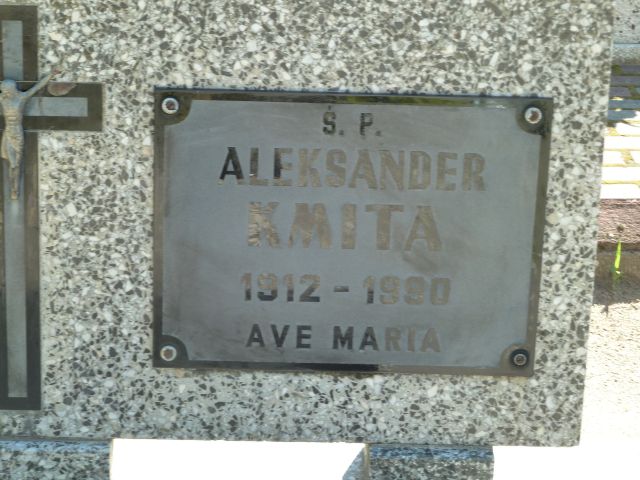 Ś. P.
ALEKSANDER
KMITA
1912 - 1990
AVE MARIA